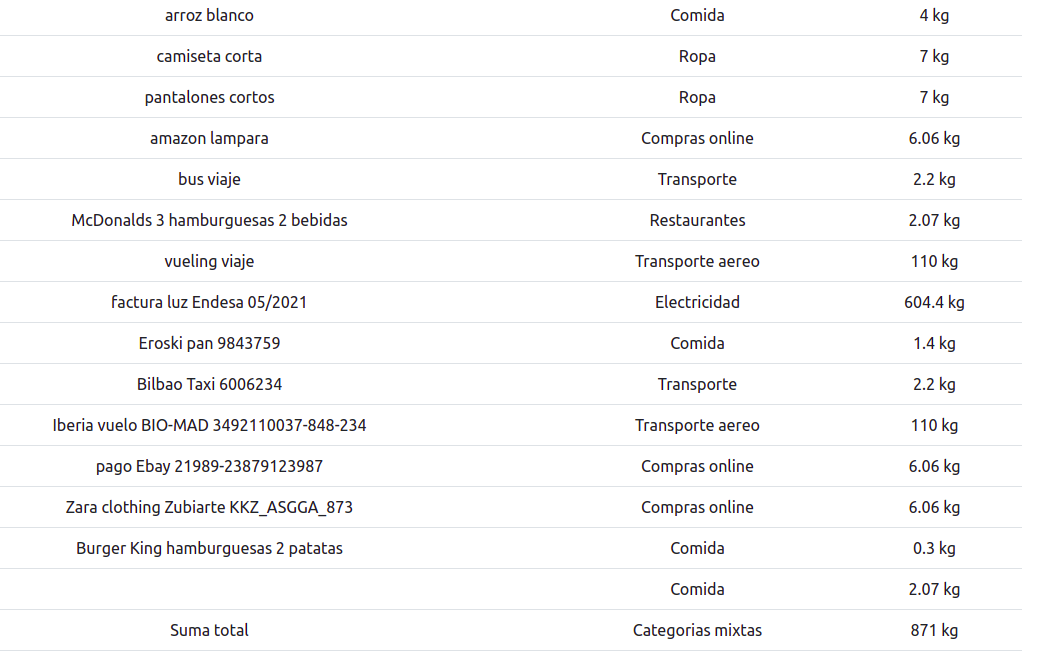 arroz blanco Comida 4 kg
camiseta corta Ropa 7 kg
pantalones cortos Ropa 7 kg
amazon lampara Compras online 6.06 kg
bus viaje Transporte 2.2 kg
McDonalds 3 hamburguesas 2 bebidas Restaurantes 2.07 kg
vueling viaje Transporte aereo 110 kg
factura luz Endesa 05/2021 Electricidad 604.4 kg
Eroski pan 9843759 Comida 1.4 kg
Bilbao Taxi 6006234 Transporte 2.2 kg
Iberia vuelo BIO-MAD 3492110037-848-234 Transporte aereo 110 kg
pago Ebay 21989-23879123987 Compras online 6.06 kg
Zara clothing Zubiarte KKZ_ASGGA_873 Compras online 6.06 kg
Burger King hamburguesas 2 patatas Comida 0.3 kg
Comida 2.07 kg
Suma total Categorias mixtas 871 kg